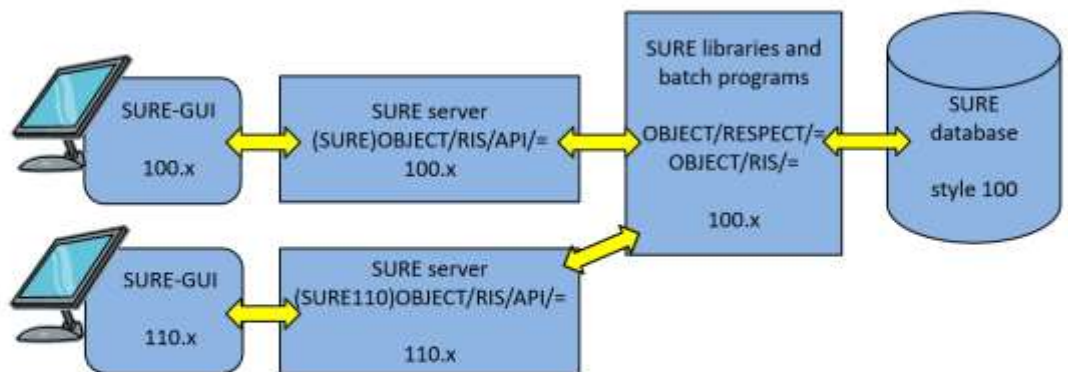 SURE-GUI
100.x
SURE server
(SURE)OBJECT/RIS/API/=
100.x
SURE libraries and
batch programs
OBJECT/RESPECT/=
OBJECT/RIS/=
100.x
SURE
database
style 100
SURE-GUI
110.x
SURE server
(SURE110)OBJECT/RIS/API/=
110.x